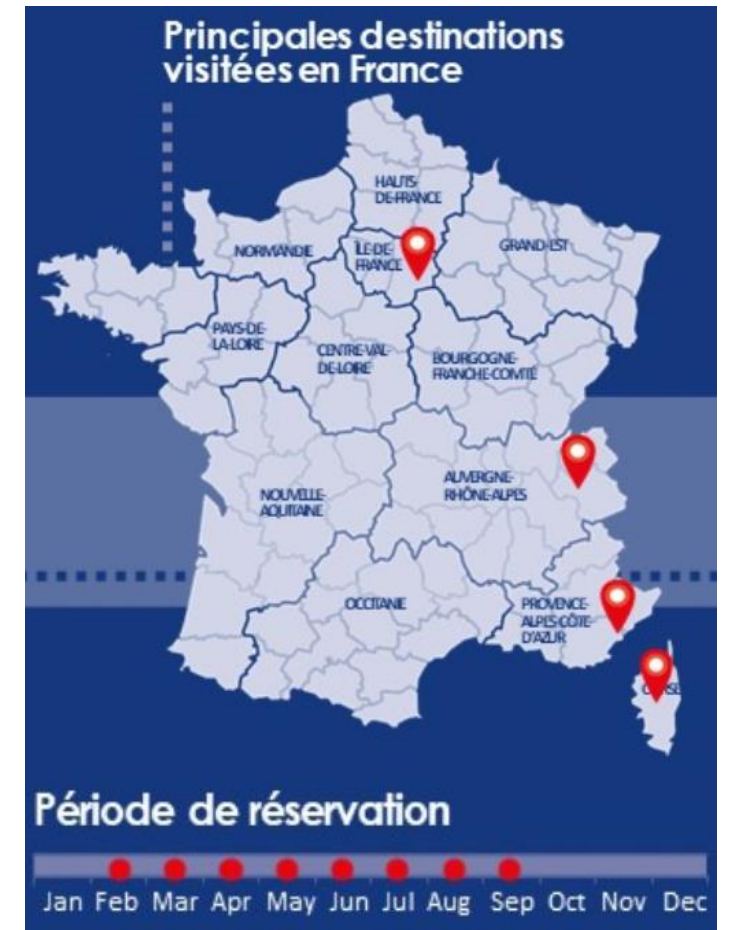 Principales destinations
visitées en France
HAUTS-
DE-FRANCE
NORMANDIE
ÎLE-DE-
FRANCE
GRAND-EST
PAYS-DE-
LA-LOIRE
CENTRE-VAL-
DE-LOIRE
BOURGOGNE-
FRANCHE-COMTÉ
AUVERGNE-
RHÔNE-ALPES
NOUVELLE-
AQUITAINE
OCCITANIE
PROVENCE-
ALPES-CÔTE-
D'AZUR
Période de réservation
Jan Feb Mar Apr May Jun Jul Aug Sep Oct Nov Dec